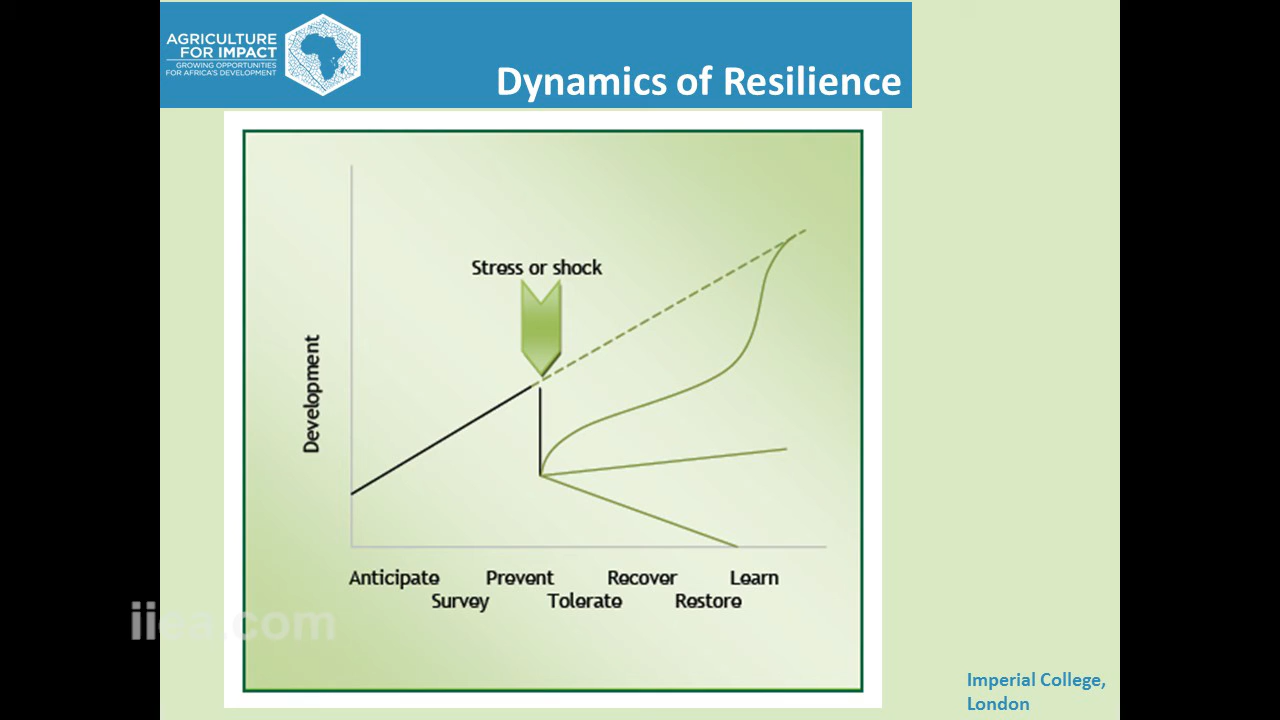 AGRICULTURE
FOR IMPACT
GROWING OPPORTUNITIES
FOR AFRICA'S DEVELOPMENT
Dynamics of Resilience
Stress or shock
Development
Anticipate Prevent Recover Learn
Survey Tolerate Restore
iiea.com
Imperial College,
London